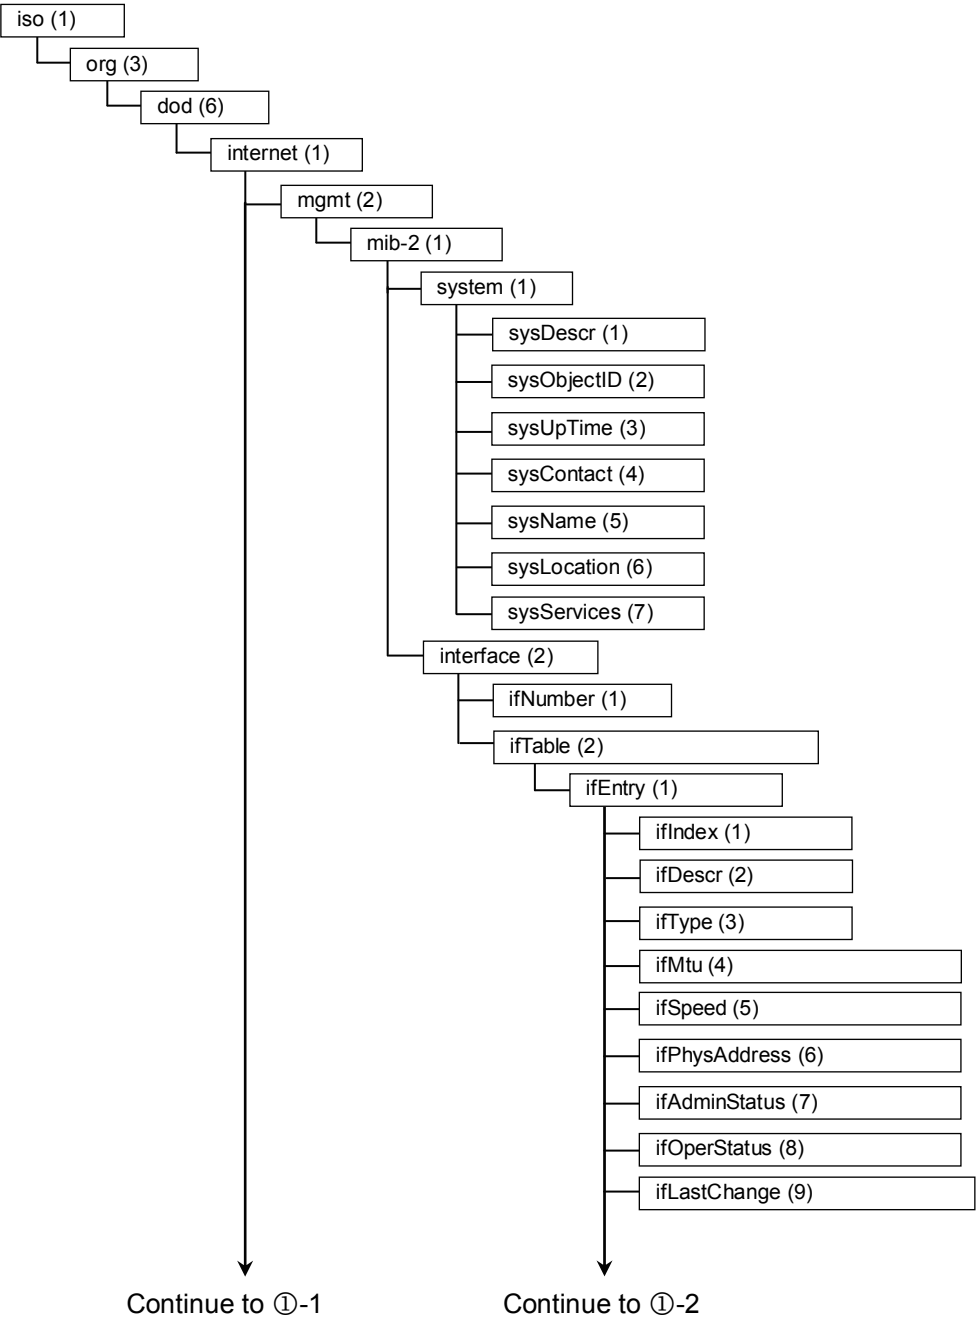 iso (1)
org (3)
dod (6)
internet (1)
mgmt (2)
mib-2 (1)
system (1)
sysDescr (1)
sysObjectID (2)
sysUpTime (3)
sysContact (4)
sysName (5)
sysLocation (6)
sysServices (7)
interface (2)
ifNumber (1)
ifTable (2)
ifEntry (1)
ifIndex (1)
ifDescr (2)
ifType (3)
ifMtu (4)
ifSpeed (5)
ifPhysAddress (6)
ifAdminStatus (7)
ifOperStatus (8)
ifLastChange (9)
Continue to ①-1
Continue to ①-2